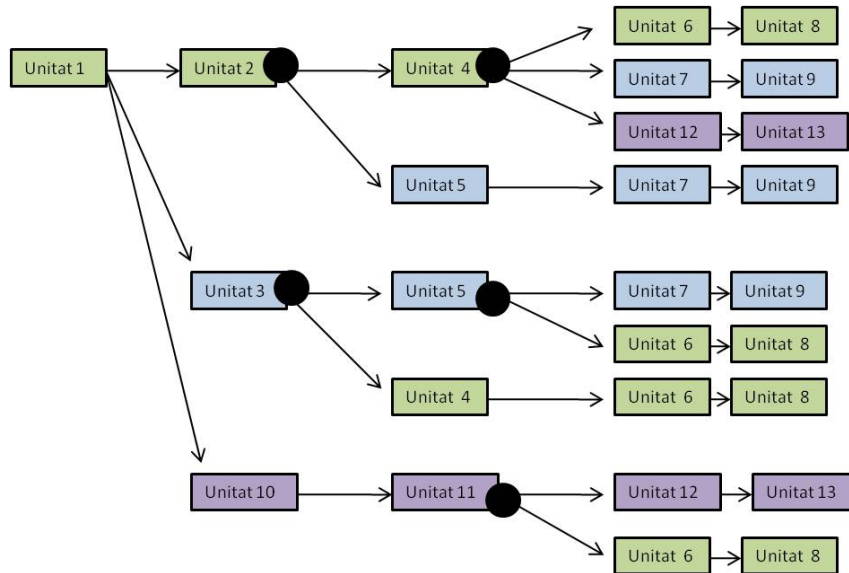 Unitat 6
Unitat 8
Unitat 1
Unitat 2
Unitat 4
Unitat 7
Unitat 9
Unitat 12
Unitat 13
Unitat 5
Unitat 7
Unitat 9
Unitat 3
Unitat 5
Unitat 7
Unitat 9
Unitat 6
Unitat 8
Unitat 4
Unitat 6
Unitat 8
Unitat 10
Unitat 11
Unitat 12
Unitat 13
Unitat 6
Unitat 8